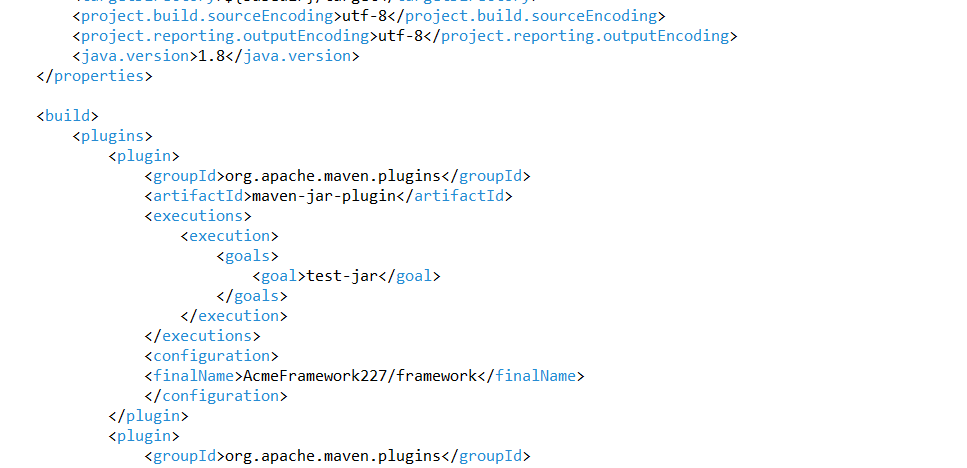 <project.build.sourceEncoding>utf-8</project.build.sourceEncoding>
<project.reporting.outputEncoding>utf-8</project.reporting.outputEncoding>
<java.version>1.8</java.version>
</properties>
<build>
<plugins>
<plugin>
<groupId>org.apache.maven.plugins</groupId>
<artifactId>maven-jar-plugin</artifactId>
<executions>
<execution>
<goals>
<goal>test-jar</goal>
</goals>
</execution>
</executions>
<configuration>
<finalName>AcmeFramework227/framework</finalName>
</configuration>
</plugin>
<plugin>
<groupId>org.apache.maven.plugins</groupId>